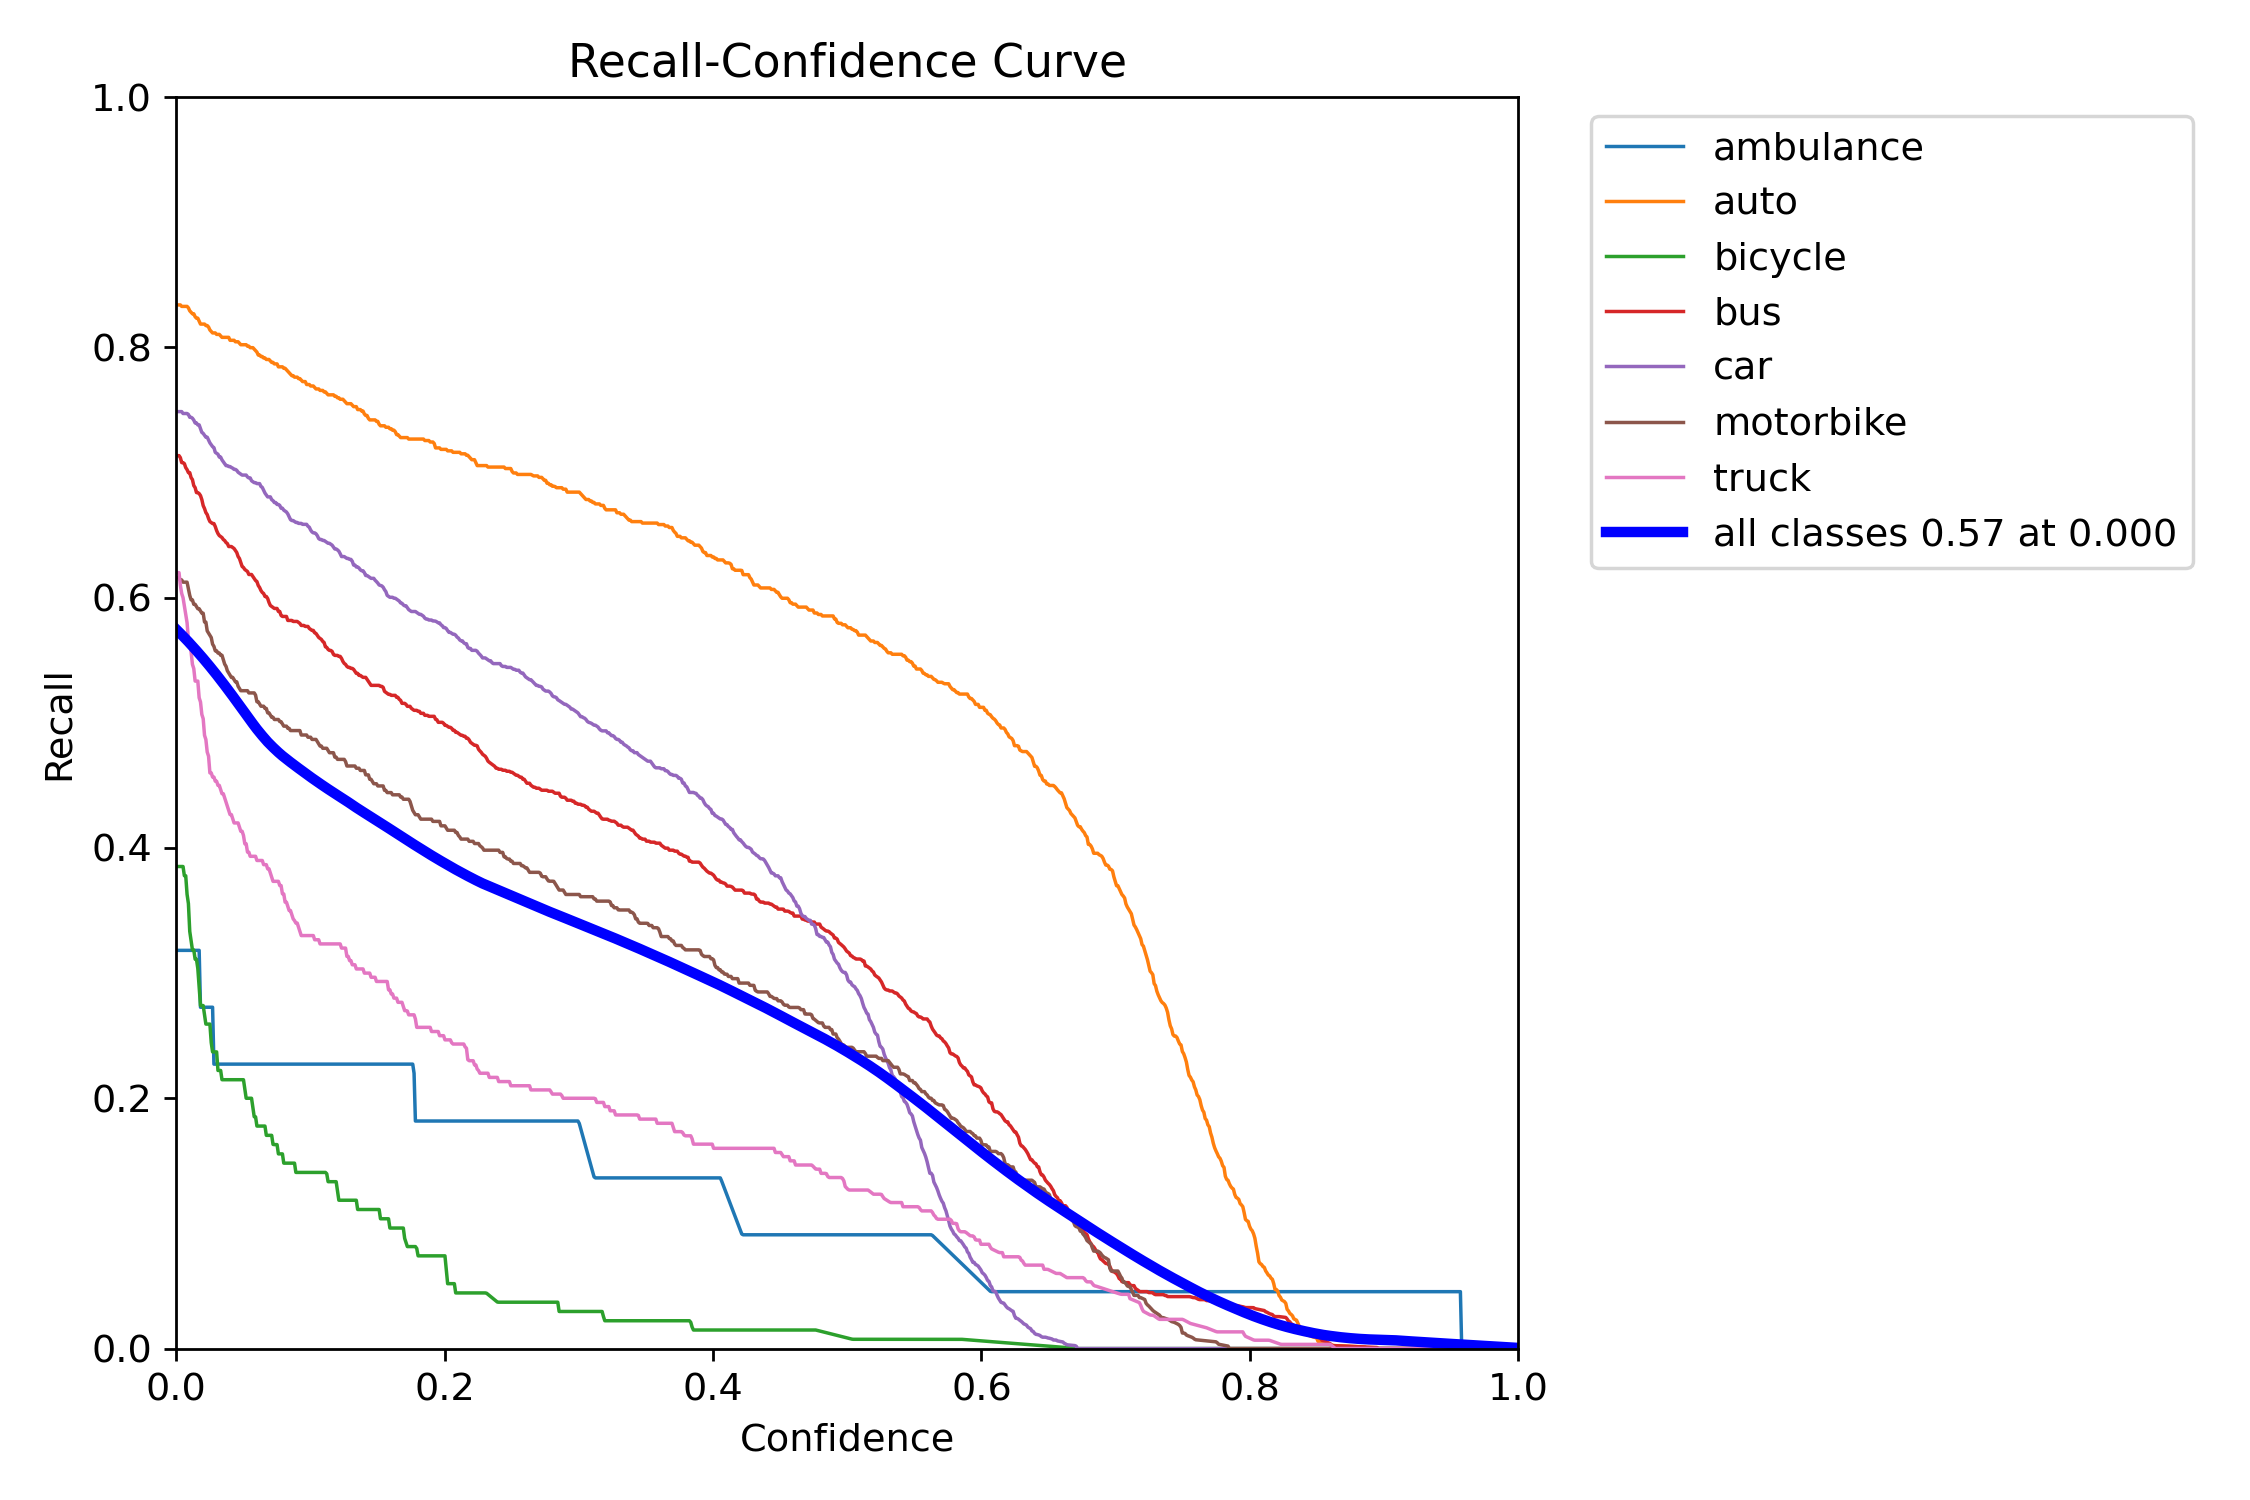 Recall-Confidence Curve
1.0
0.8
0.6
0.4
0.2
0.0
Recall
0.0 0.2 0.4 0.6 0.8 1.0
Confidence
ambulance
auto
bicycle
bus
car
motorbike
truck
all classes 0.57 at 0.000